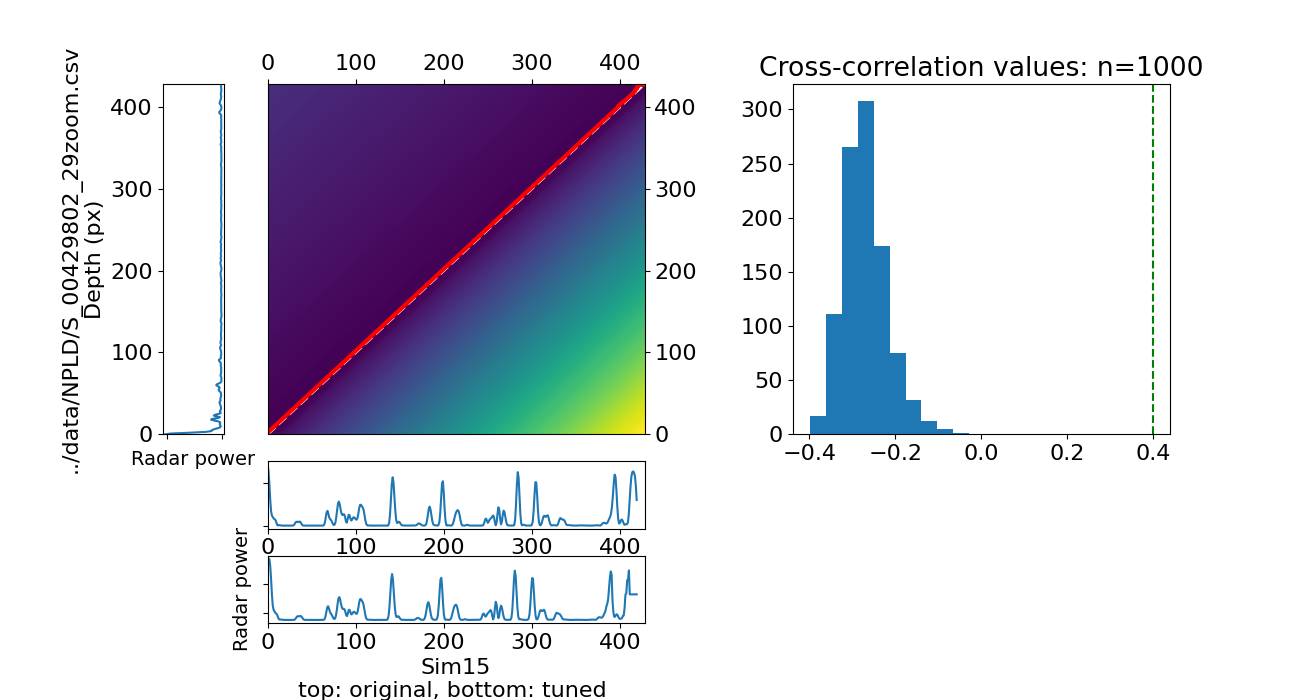 0 100 200 300 400
Cross-correlation values: n=1000
../data/NPLD/S_00429802_29zoom.csv
Depth (px)
400
300
200
100
0
Radar power
400
300
200
100
0
300
250
200
150
100
50
0
−0.4 −0.2 0.0 0.2 0.4
0 100 200 300 400
Radar power
0 100 200 300 400
Sim15
top: original, bottom: tuned